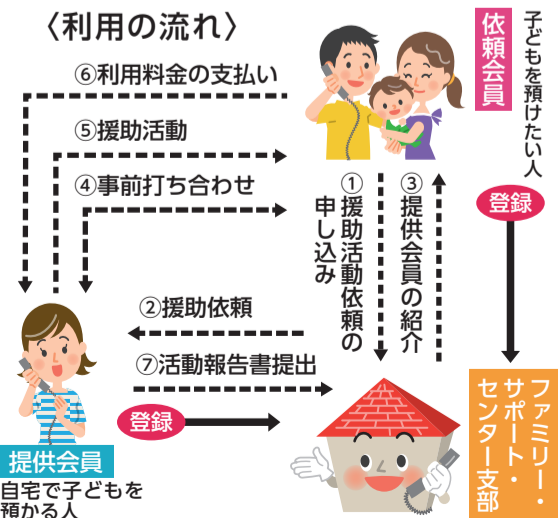 〈利用の流れ〉
⑥利用料金の支払い
⑤援助活動
④事前打ち合わせ
依頼会員
子どもを預けたい人
登録
①援助活動依頼の
申し込み
③提供会員の紹介
②援助依頼
⑦活動報告書提出
登録
提供会員
自宅で子どもを
預かる人
ファミリー・
サポート・
センター支部